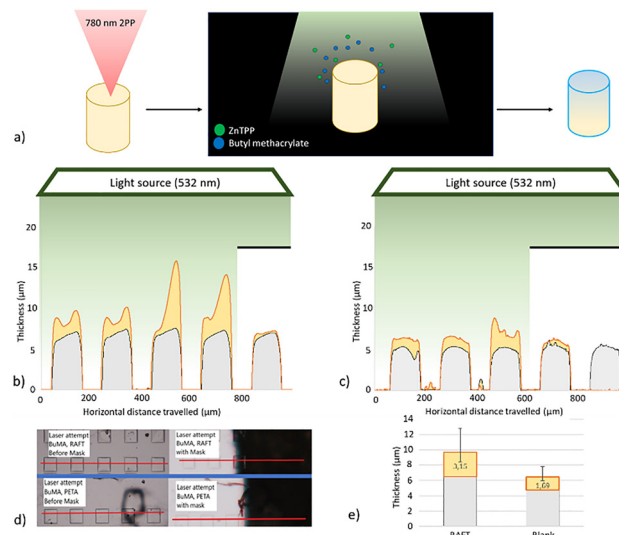 780 nm 2PP
ZnTPP
Butyl methacrylate
a)
Light source (532 nm)
20
15
10
5
0
Thickness (μm)
0 200 400 600 800
Horizontal distance travelled (μm)
b)
Light source (532 nm)
20
15
10
5
0
Thickness (μm)
0 200 400 600 800
Horizontal distance travelled (μm)
c)
Laser attempt
BuMA, RAFT
Before Mask
Laser attempt
BuMA, RAFT
with Mask
Laser attempt
BuMA, PETA
Before Mask
Laser attempt
BuMA, PETA
with mask
d)
14
12
10
8
6
4
2
0
Thickness (μm)
3,15
1,69
RAFT Blank
e)